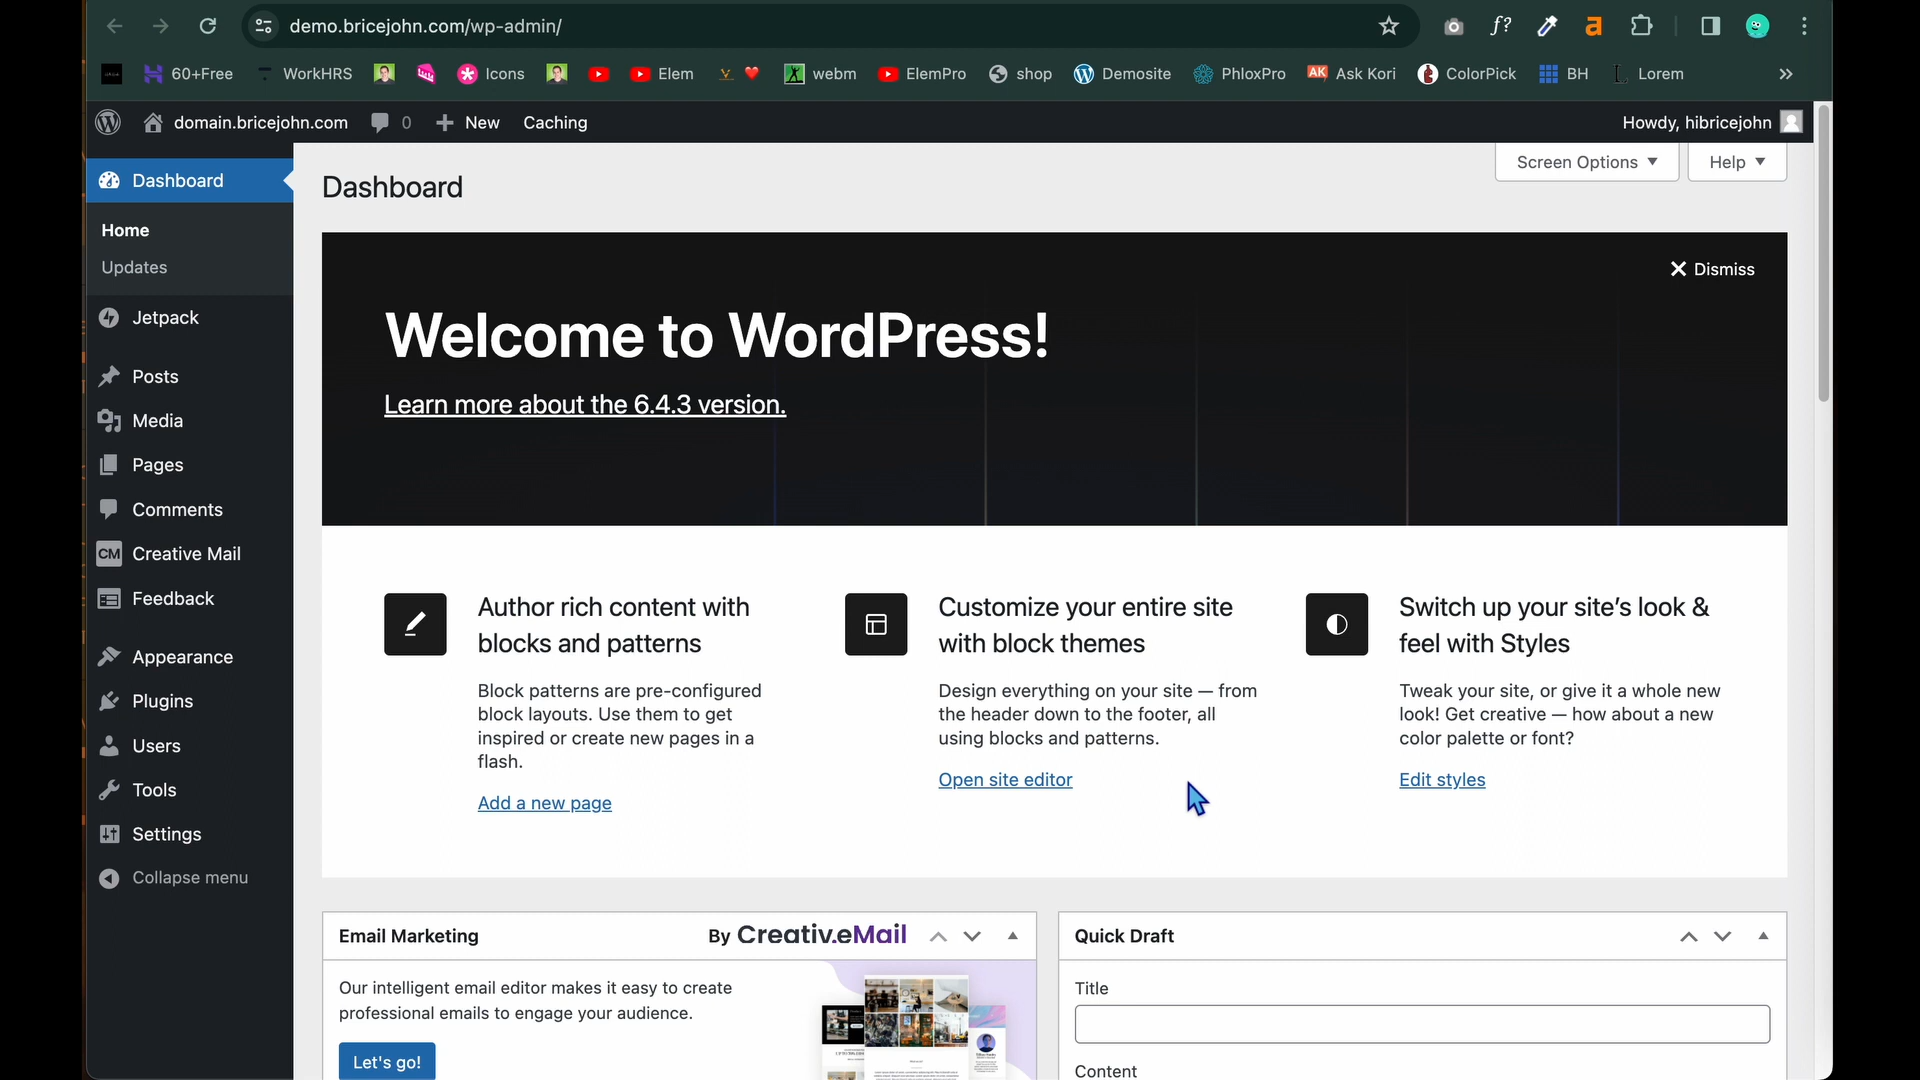 demo.bricejohn.com/wp-admin/
f?
a
60+Free
WorkHRS
Icons
Elem
webm
ElemPro
shop
Demosite
PhloxPro
AK
Ask Kori
ColorPick
BH
Lorem
»
domain.bricejohn.com
0
New
Caching
Howdy, hibricejohn
Screen Options
Help
Dashboard
Home
Updates
Jetpack
Posts
Media
Pages
Comments
CM
Creative Mail
Feedback
Appearance
Plugins
Users
Tools
Settings
Collapse menu
Dashboard
Dismiss
Welcome to WordPress!
Learn more about the 6.4.3 version.
Author rich content with
blocks and patterns
Block patterns are pre-configured
block layouts. Use them to get
inspired or create new pages in a
flash.
Add a new page
Customize your entire site
with block themes
Design everything on your site — from
the header down to the footer, all
using blocks and patterns.
Open site editor
Switch up your site’s look &
feel with Styles
Tweak your site, or give it a whole new
look! Get creative — how about a new
color palette or font?
Edit styles
Email Marketing
By Creativ.eMail
Our intelligent email editor makes it easy to create
professional emails to engage your audience.
Let's go!
Quick Draft
Title
Content